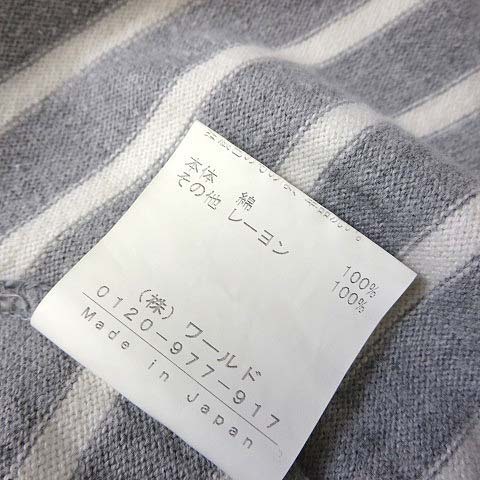 本体 綿 100%
その他 レーヨン 100%
(株) ワールド
0120-977-917
Made in Japan